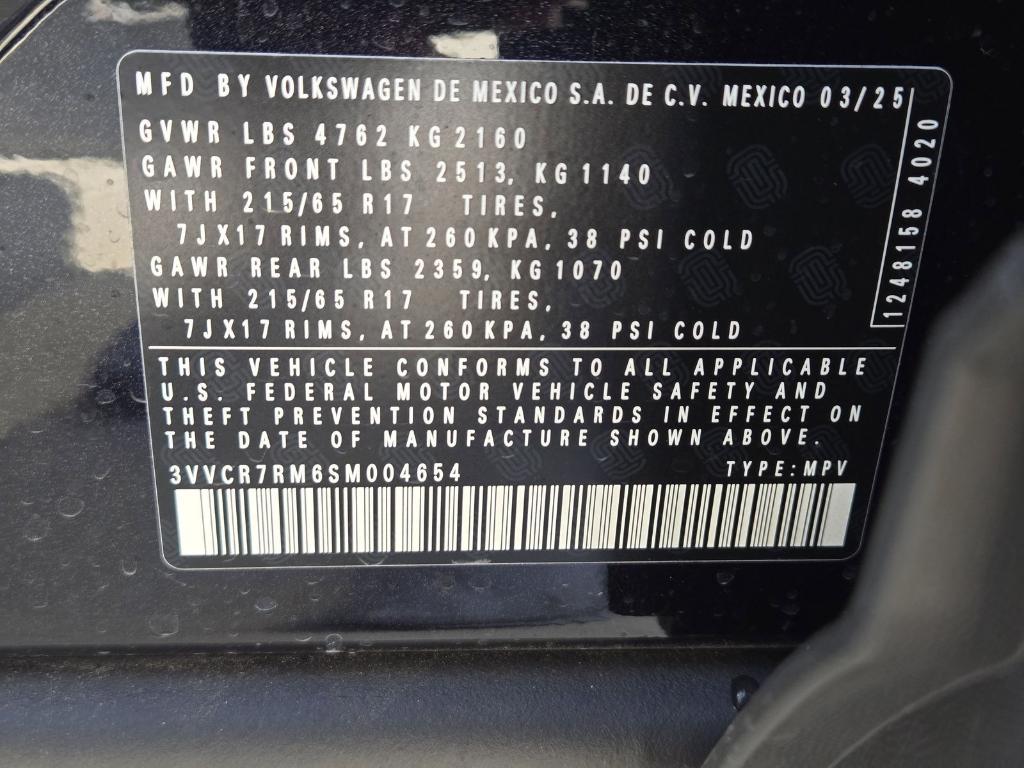 MFD BY VOLKSWAGEN DE MEXICO S.A. DE C.V. MEXICO 03/25
GVWR LBS 4762 KG 2160
GAWR FRONT LBS 2513, KG 1140
WITH 215/65 R17 TIRES,
7JX17 RIMS, AT 260 KPA, 38 PSI COLD
GAWR REAR LBS 2359, KG 1070
WITH 215/65 R17 TIRES,
7JX17 RIMS, AT 260 KPA, 38 PSI COLD
1248158 4020
THIS VEHICLE CONFORMS TO ALL APPLICABLE
U.S. FEDERAL MOTOR VEHICLE SAFETY AND
THEFT PREVENTION STANDARDS IN EFFECT ON
THE DATE OF MANUFACTURE SHOWN ABOVE.
3VVCR7RM6SM004654 TYPE: MPV